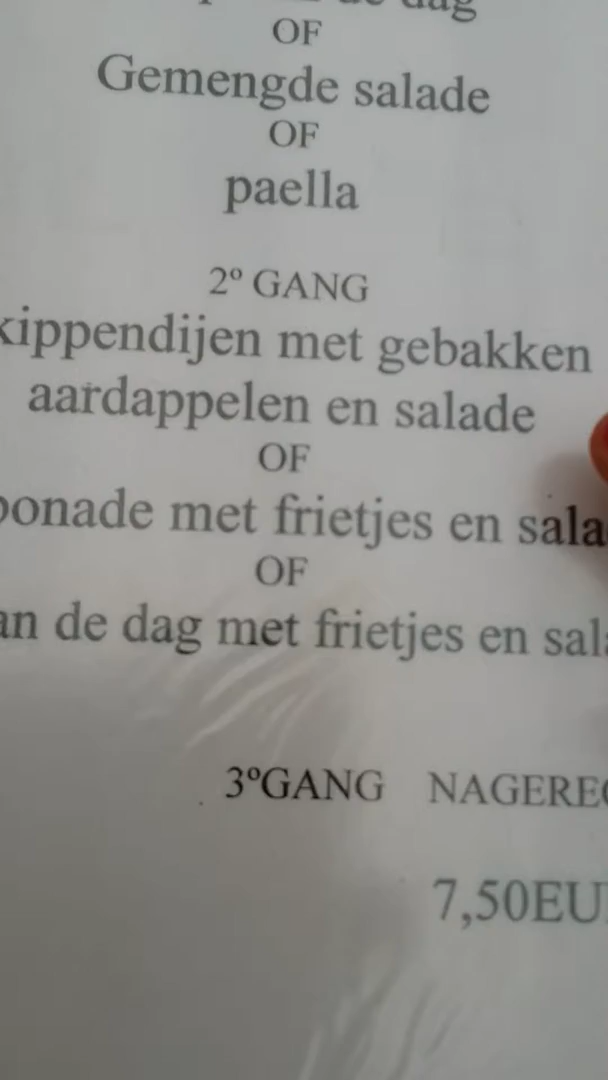 dag
OF
Gemengde salade
OF
paella
2º GANG
kippendijen met gebakken
aardappelen en salade
OF
met frietjes en
OF
de dag met frietjes en
3ºGANG
7,50